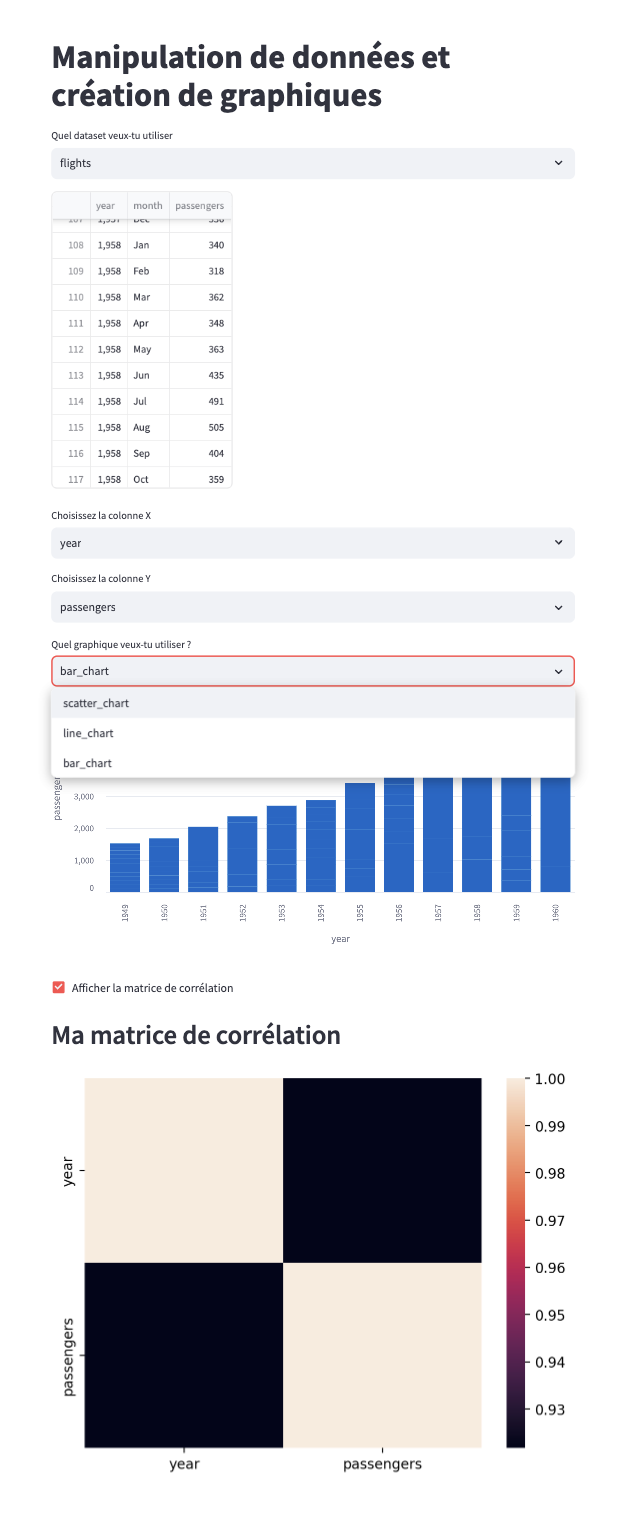 Manipulation de données et
création de graphiques
Quel dataset veux-tu utiliser
flights
year month passengers
108 1,958 Jan 340
109 1,958 Feb 318
110 1,958 Mar 362
111 1,958 Apr 348
112 1,958 May 363
113 1,958 Jun 435
114 1,958 Jul 491
115 1,958 Aug 505
116 1,958 Sep 404
117 1,958 Oct 359
Choisissez la colonne X
year
Choisissez la colonne Y
passengers
Quel graphique veux-tu utiliser ?
bar_chart
scatter_chart
line_chart
bar_chart
3,000
2,000
1,000
0
1949 1950 1951 1952 1953 1954 1955 1956 1957 1958 1959 1960
year
Afficher la matrice de corrélation
Ma matrice de corrélation
year
passengers
1.00
0.99
0.98
0.97
0.96
0.95
0.94
0.93
year passengers